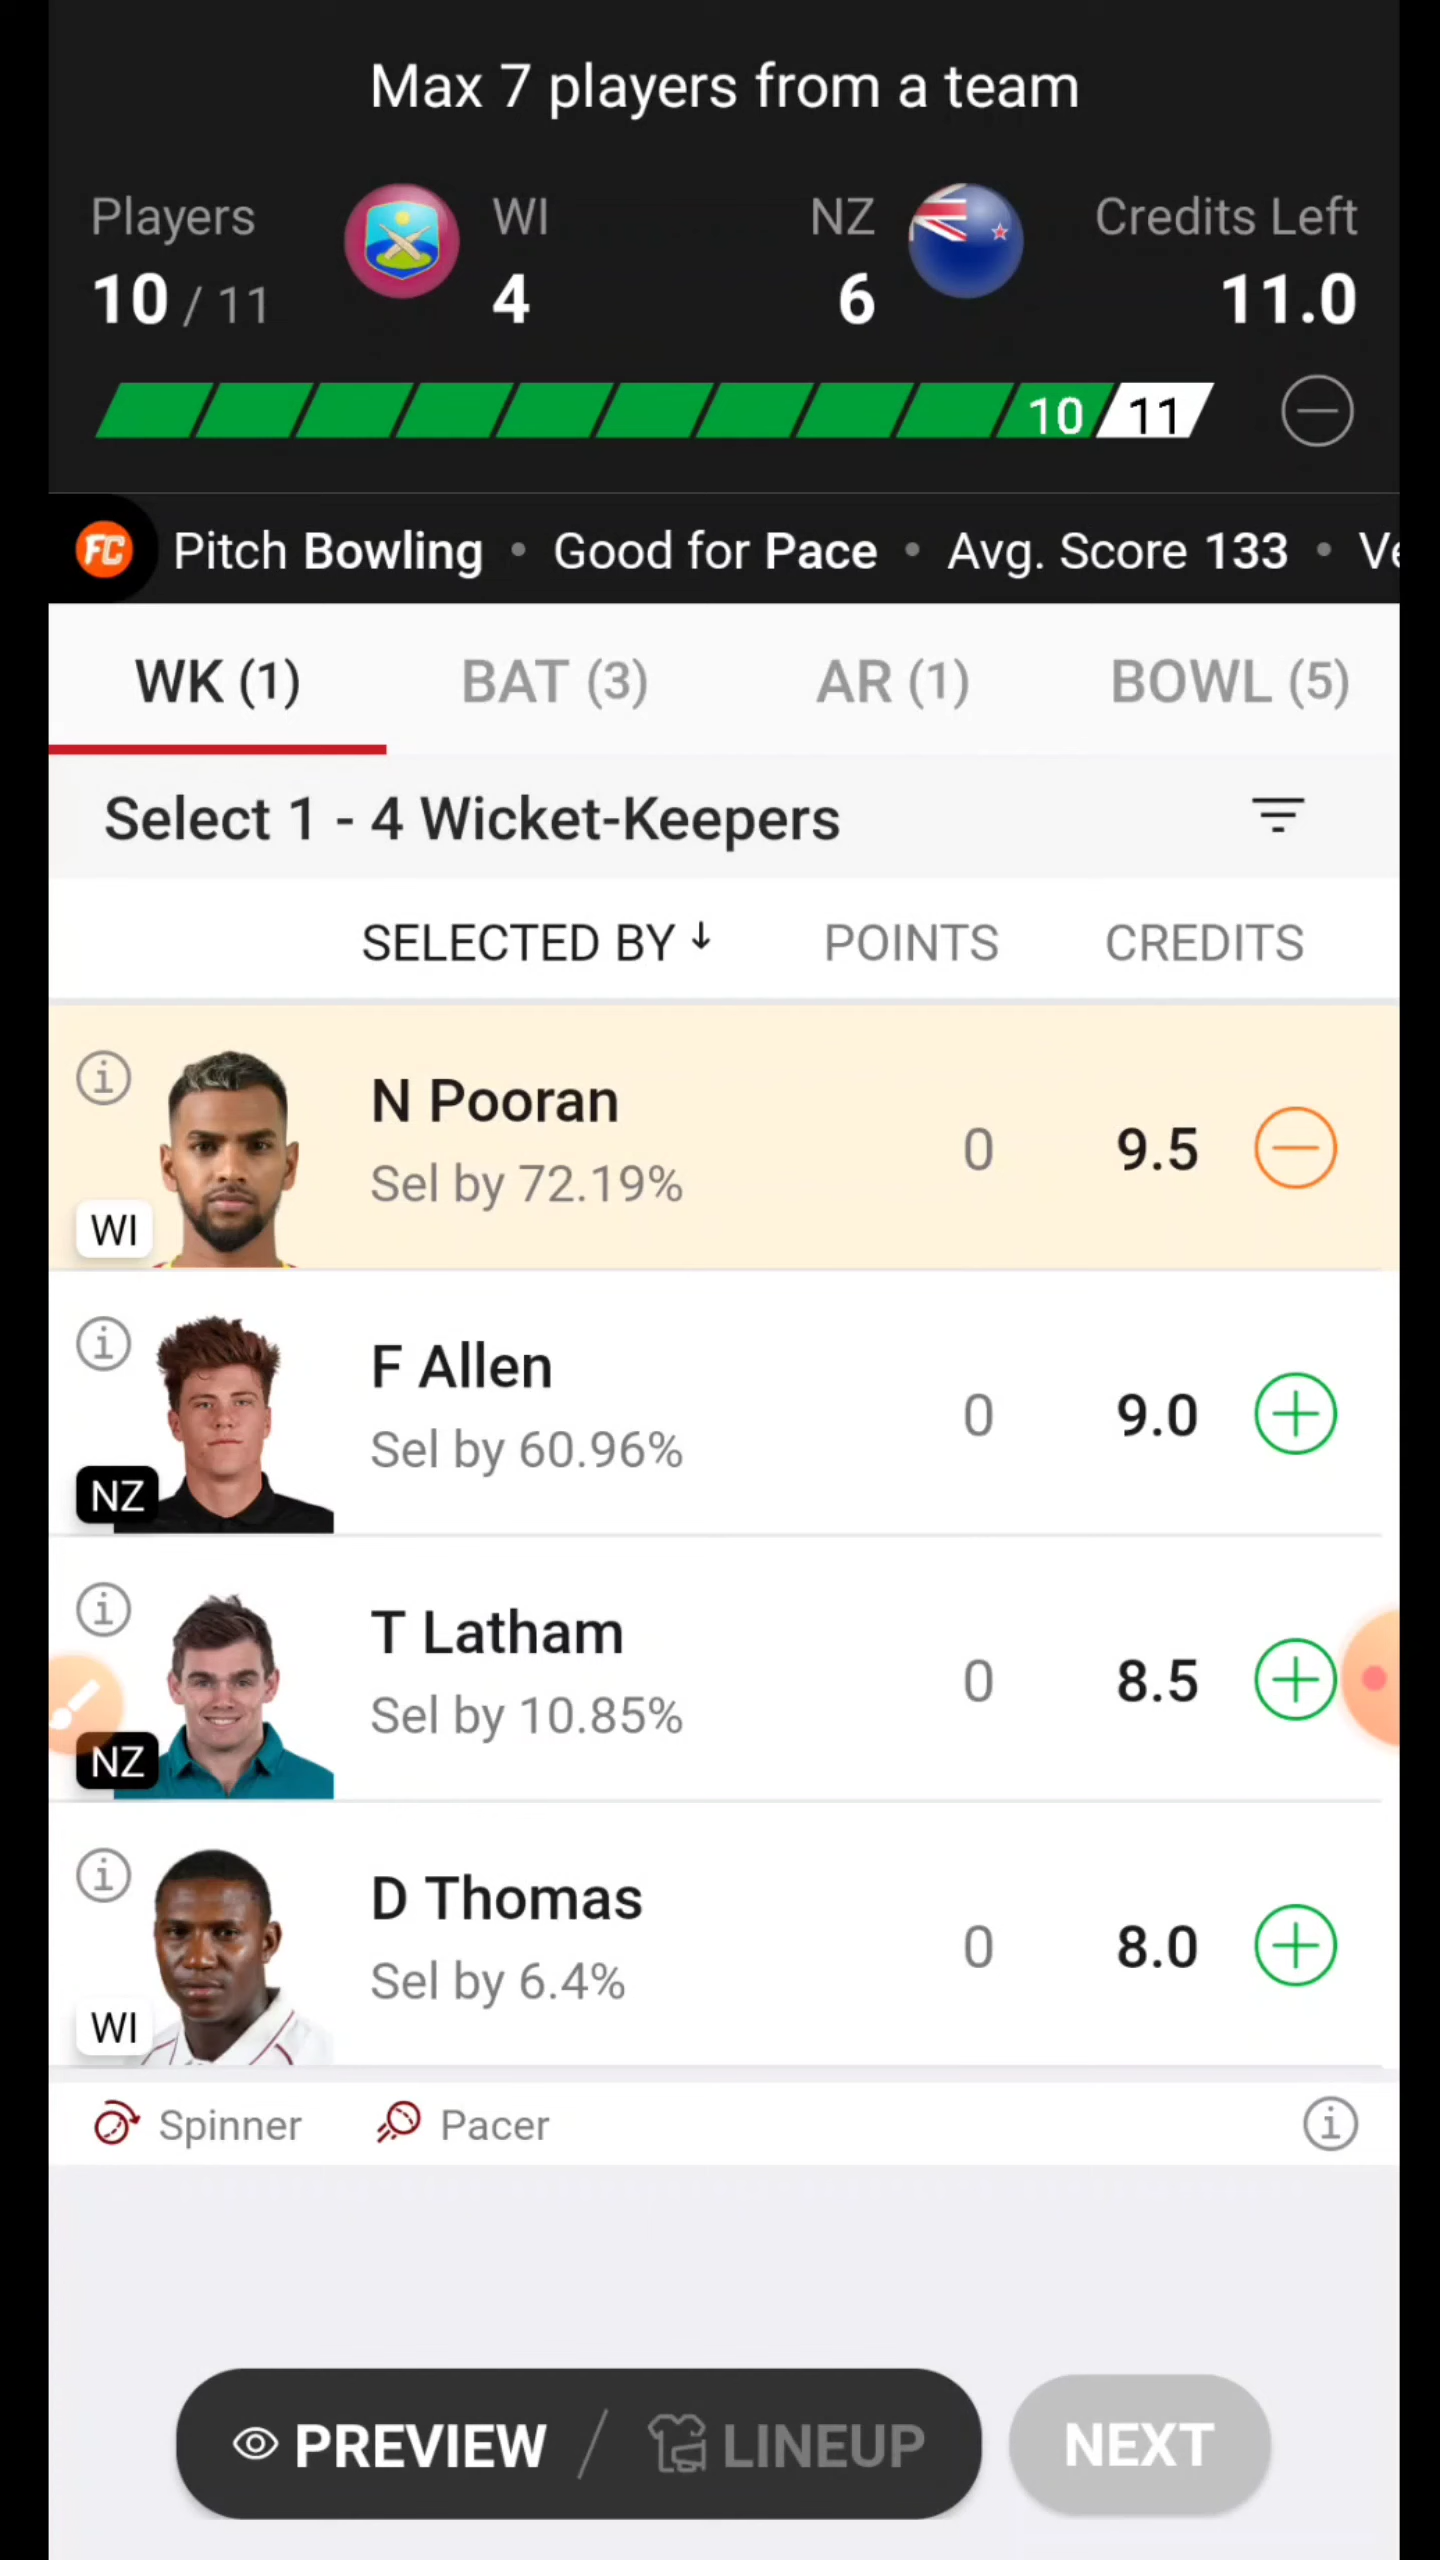 Max 7 players from a team
Players WI NZ Credits Left
10 / 11 4 6 11.0
10 11
FC Pitch Bowling • Good for Pace • Avg. Score 133 • Ve
WK (1) BAT (3) AR (1) BOWL (5)
Select 1 - 4 Wicket-Keepers
SELECTED BY ↓ POINTS CREDITS
N Pooran
Sel by 72.19% 0 9.5
WI
F Allen
Sel by 60.96% 0 9.0
NZ
T Latham
Sel by 10.85% 0 8.5
NZ
D Thomas
Sel by 6.4% 0 8.0
WI
Spinner Pacer
PREVIEW / LINEUP NEXT